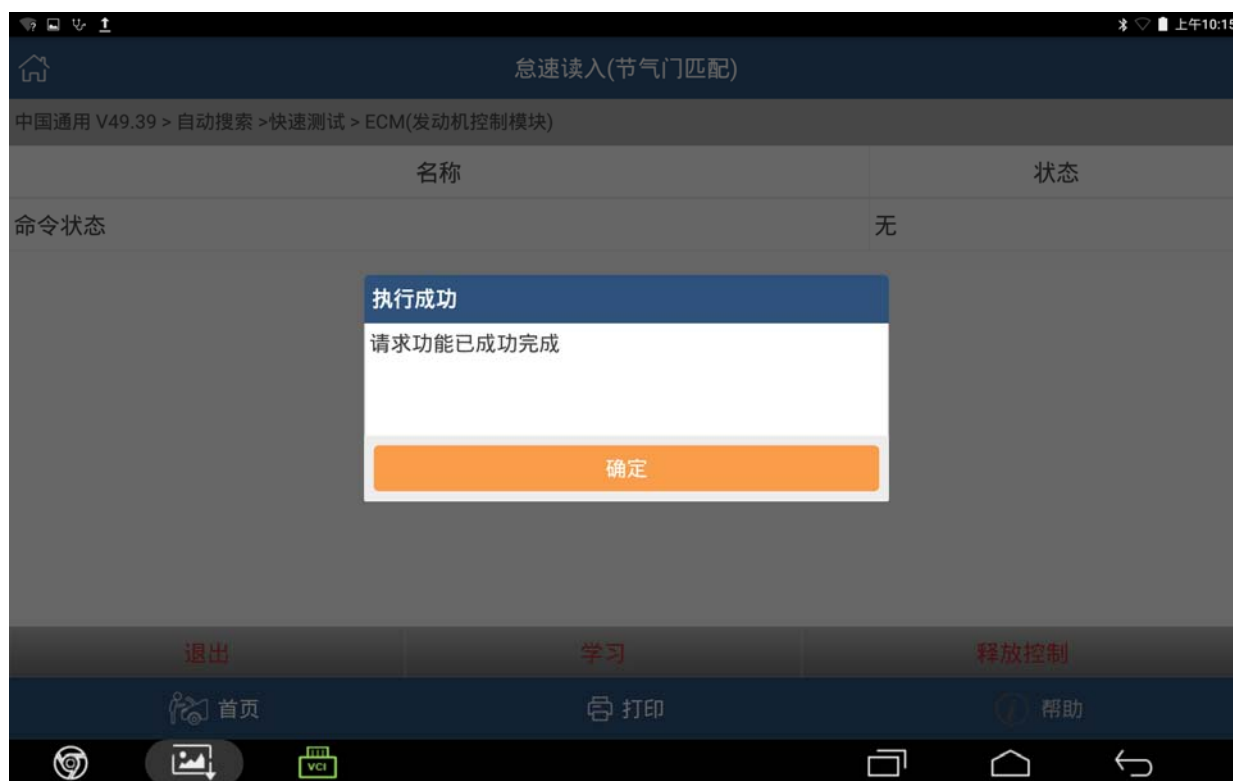 上午10:15
怠速读入(节气门匹配)
中国通用 V49.39 > 自动搜索 >快速测试 > ECM(发动机控制模块)
名称 状态
命令状态 无
执行成功
请求功能已成功完成
确定
退出 学习 释放控制
首页 打印 帮助
VCI